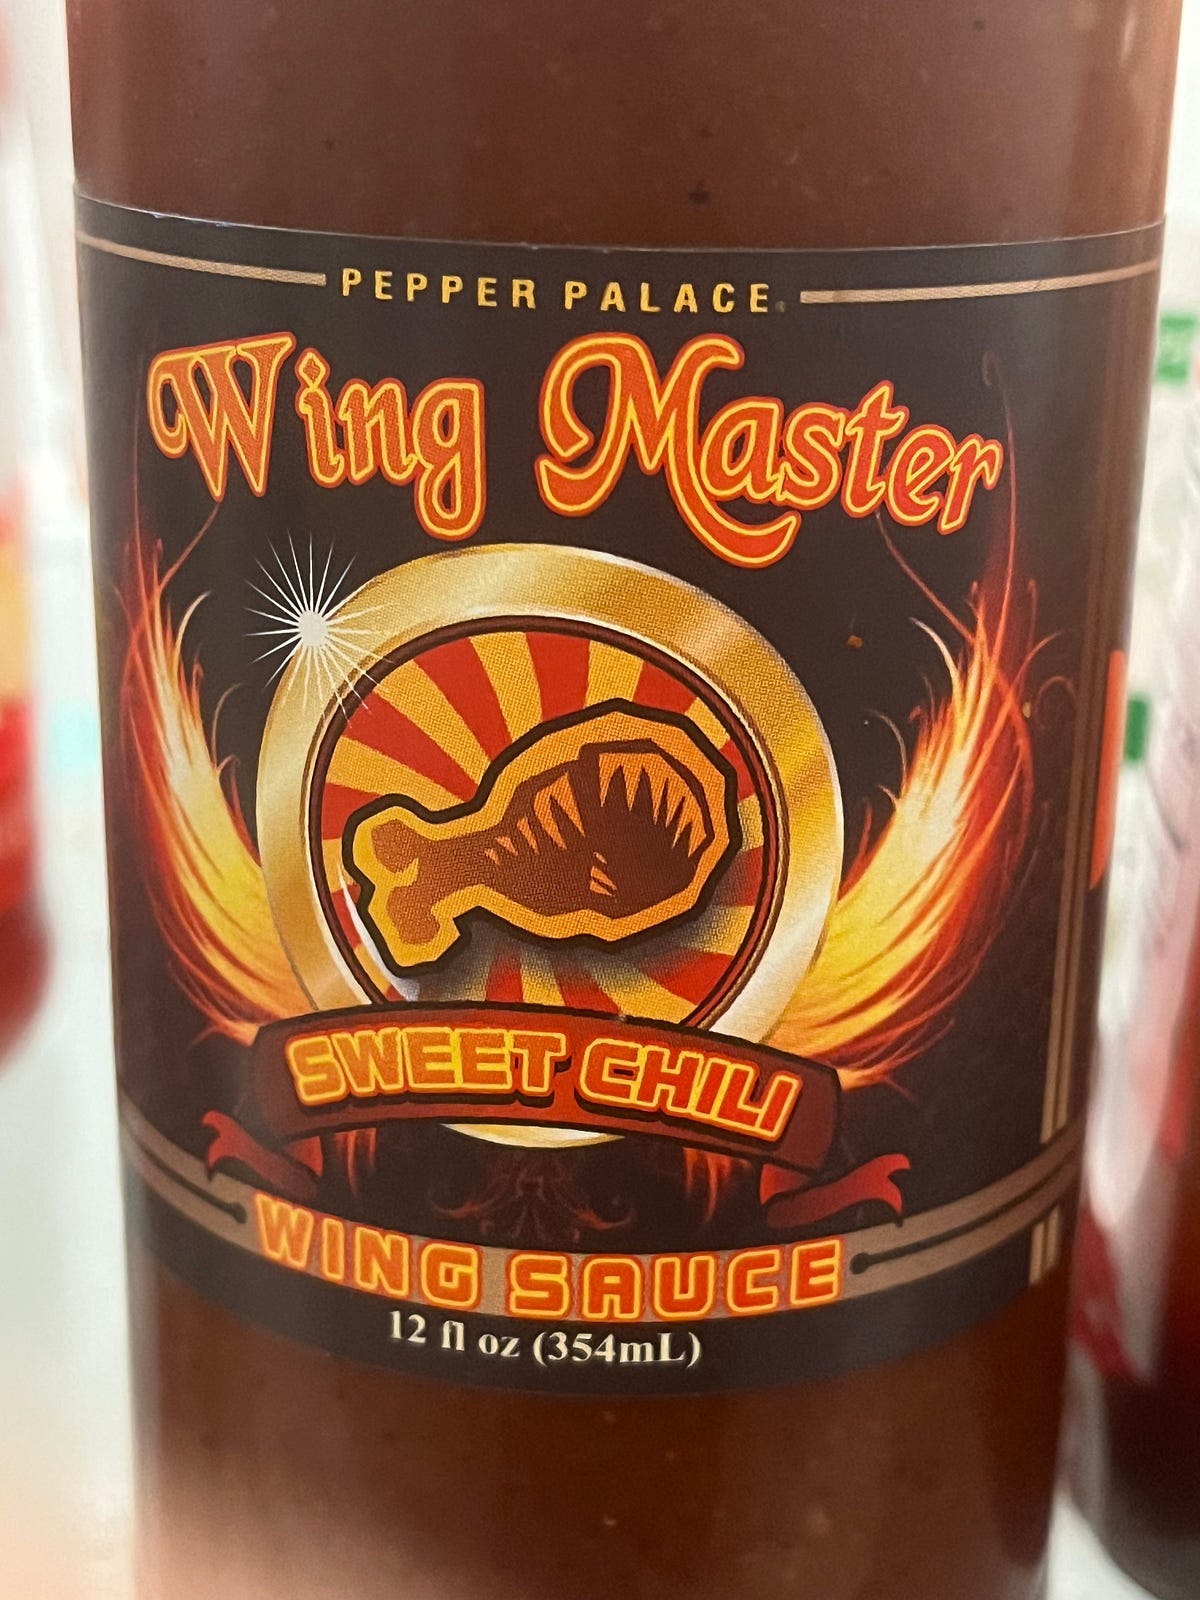 PEPPER PALACE
Wing Master
SWEET CHILI
WING SAUCE
12 fl oz (354mL)